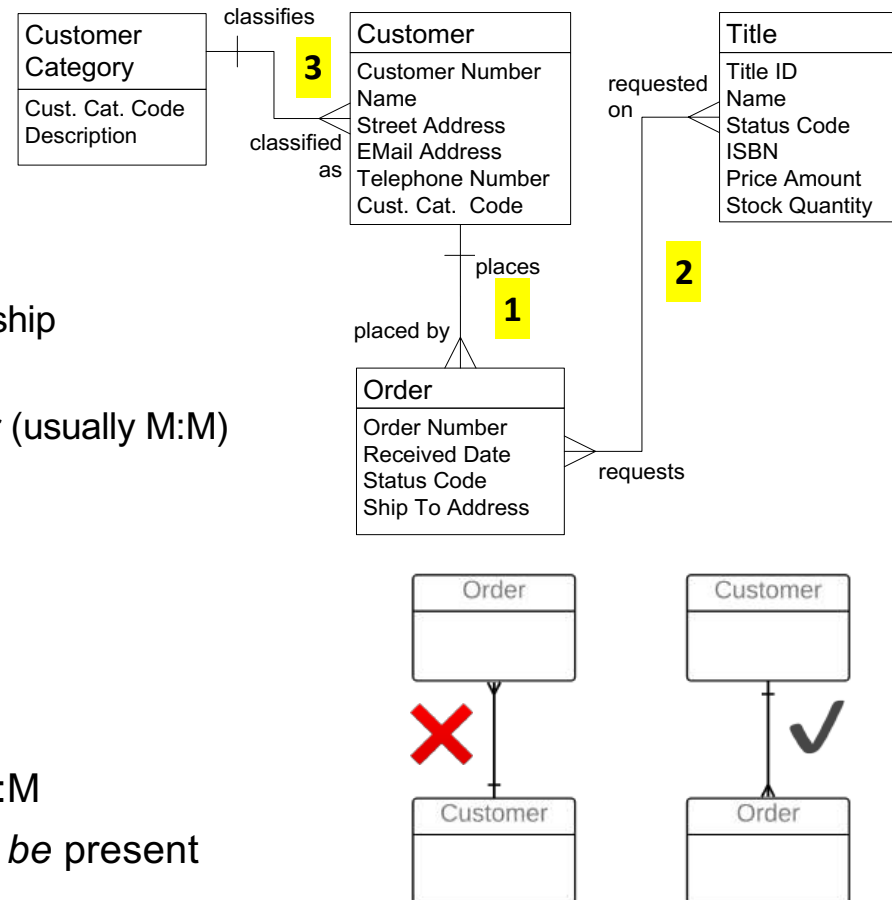 classifies
Customer
Category
Cust. Cat. Code
Description
3
classified
as
Customer
Customer Number
Name
Street Address
EMail Address
Telephone Number
Cust. Cat. Code
requested
on
Title
Title ID
Name
Status Code
ISBN
Price Amount
Stock Quantity
places
1
2
placed by
ship
r (usually M:M)
Order
Order Number
Received Date
Status Code
Ship To Address
requests
Order
Customer
:M
Customer
Order
be present